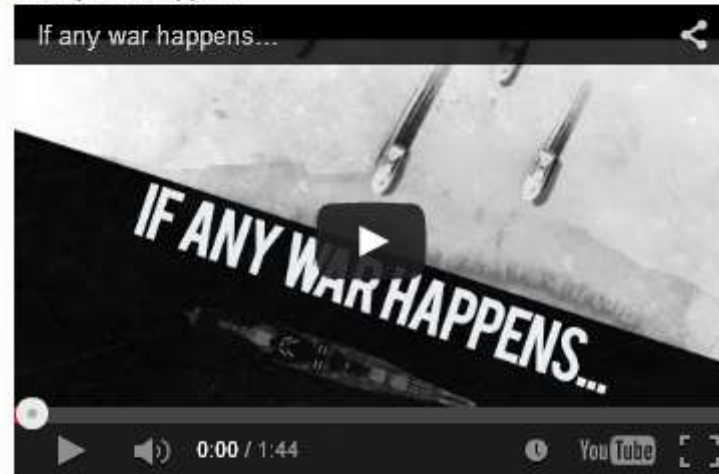 If any war happens...
IF ANY WAR HAPPENS...
0:00 / 1:44
YouTube